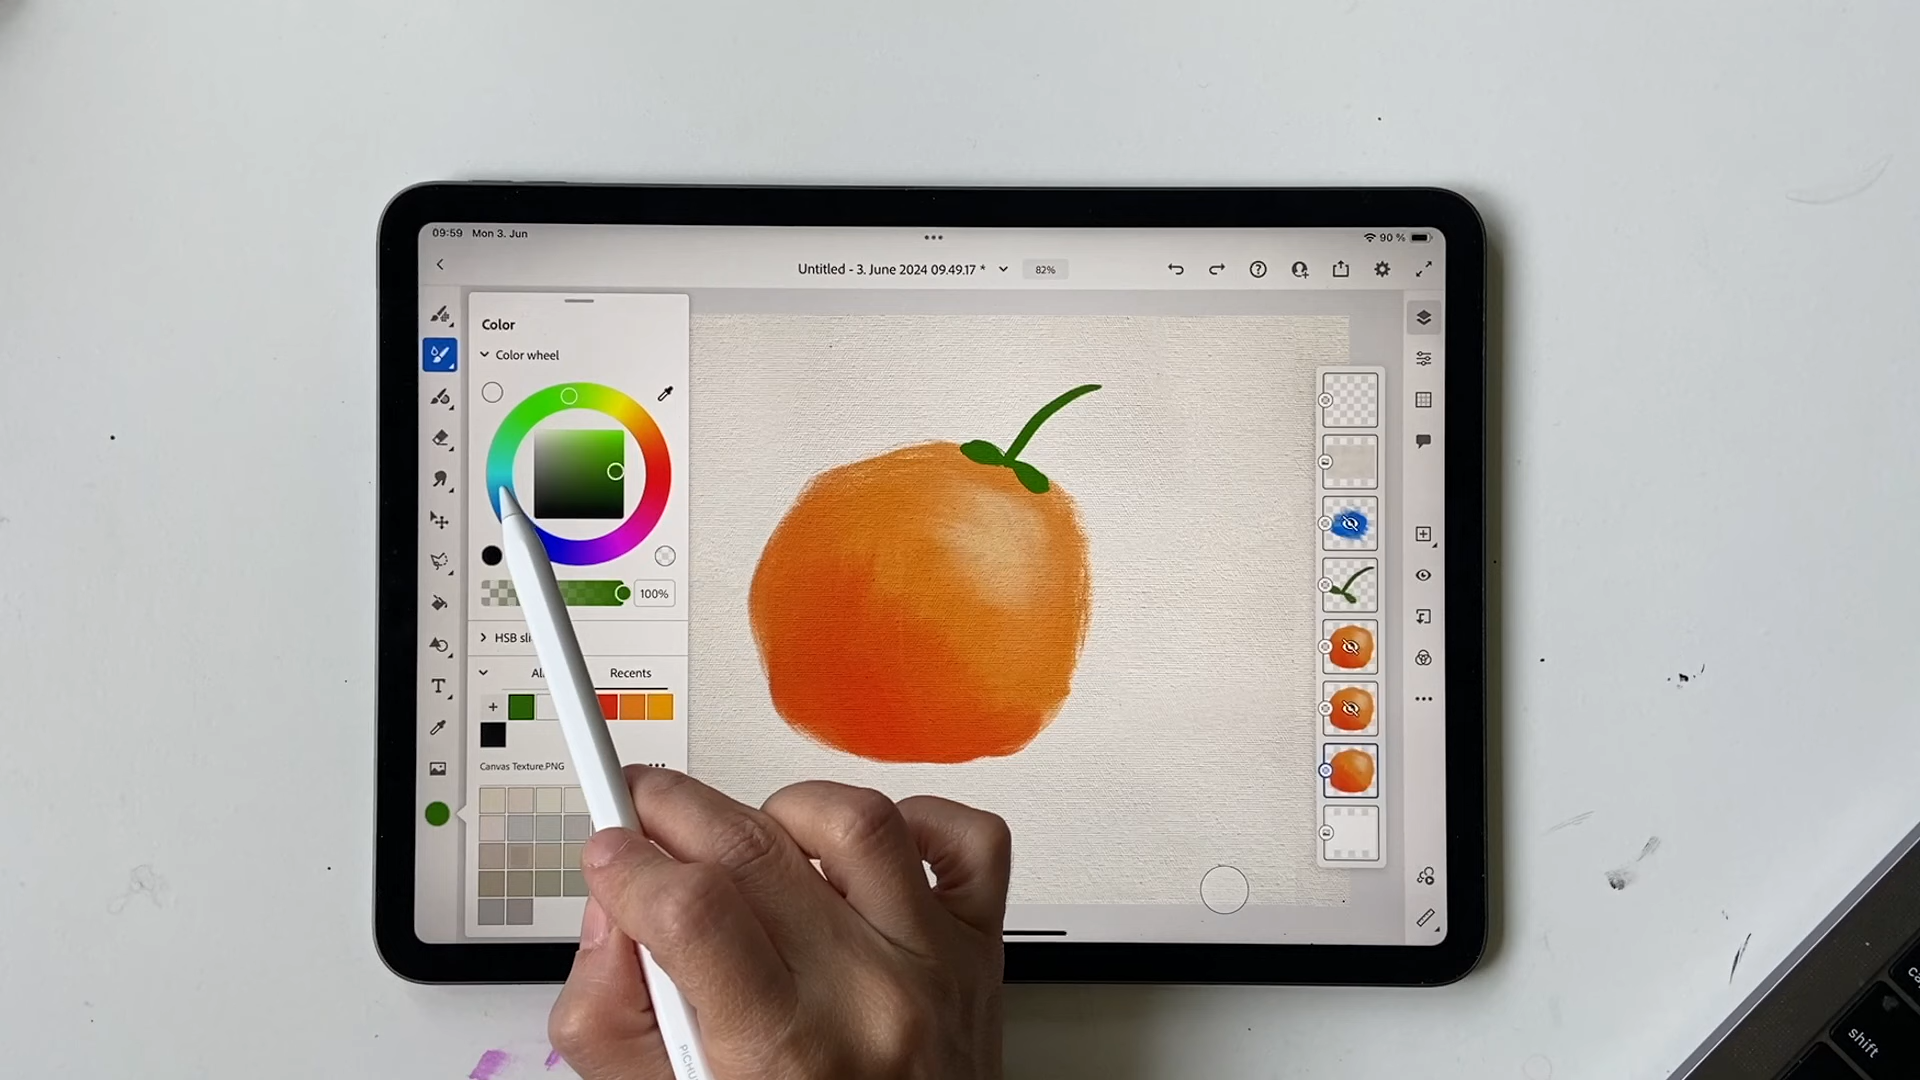 09:59 Mon 3. Jun
90 %
Untitled - 3. June 2024 09.49.17 *
82%
Color
Color wheel
100%
HSB
Recents
+
Canvas Texture.PNG
T
PICHU
shift